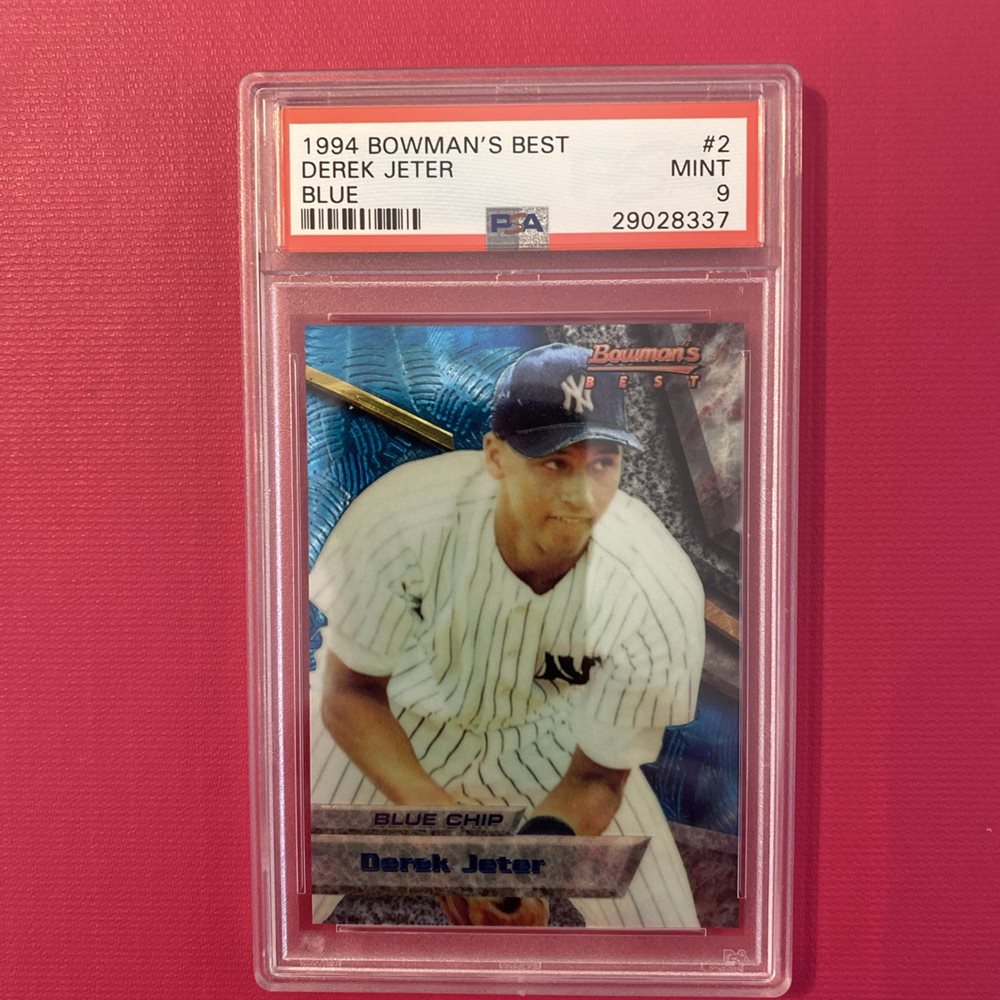 1994 BOWMAN'S BEST #2
DEREK JETER MINT
BLUE 9
PSA 29028337
Bowman's
BEST
NY
BLUE CHIP
Derek Jeter